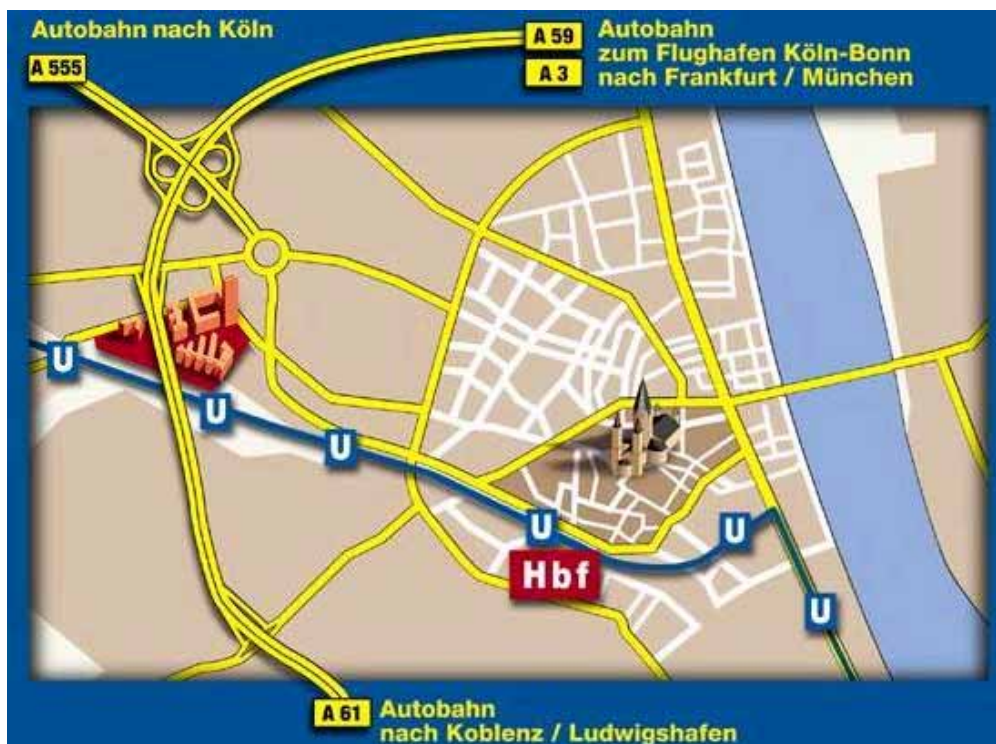 Autobahn nach Köln
A 555
A 59
A 3
Autobahn
zum Flughafen Köln-Bonn
nach Frankfurt / München
U
U
U
U
U
U
Hbf
A 61
Autobahn
nach Koblenz / Ludwigshafen